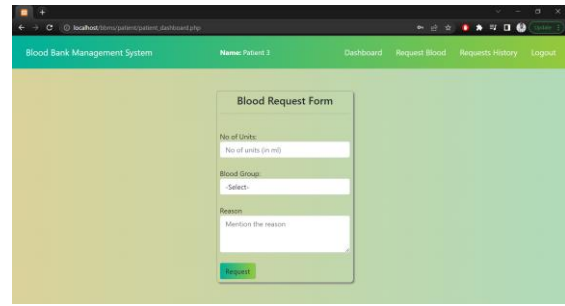 localhost/bbms/patient/patient_dashboard.php
Update
Blood Bank Management System Name: Patient 3 Dashboard Request Blood Requests History Logout
Blood Request Form
No of Units:
No of units (in ml)
Blood Group:
-Select-
Reason
Mention the reason
Request